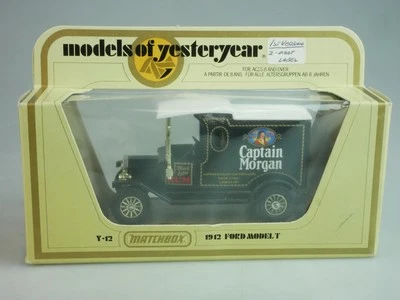 models of yesteryear
FOR AGES 8 AND OVER
A PARTIR DE 8 ANS. FÜR ALLE ALTERSGRUPPEN AB 8 JAHREN
Captain
Morgan
Y-12
MATCHBOX
1912 FORD MODEL T